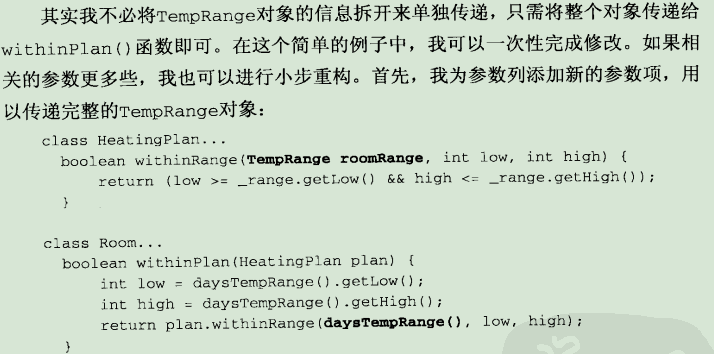 其实我不必将TempRange对象的信息拆开来单独传递，只需将整个对象传递给
withinPlan()函数即可。在这个简单的例子中，我可以一次性完成修改。如果相
关的参数更多些，我也可以进行小步重构。首先，我为参数列添加新的参数项，用
以传递完整的TempRange对象：
class HeatingPlan...
boolean withinRange(TempRange roomRange, int low, int high) {
return (low >= _range.getLow() && high <= _range.getHigh());
}
class Room...
boolean withinPlan(HeatingPlan plan) {
int low = daysTempRange().getLow();
int high = daysTempRange().getHigh();
return plan.withinRange(daysTempRange(), low, high);
}